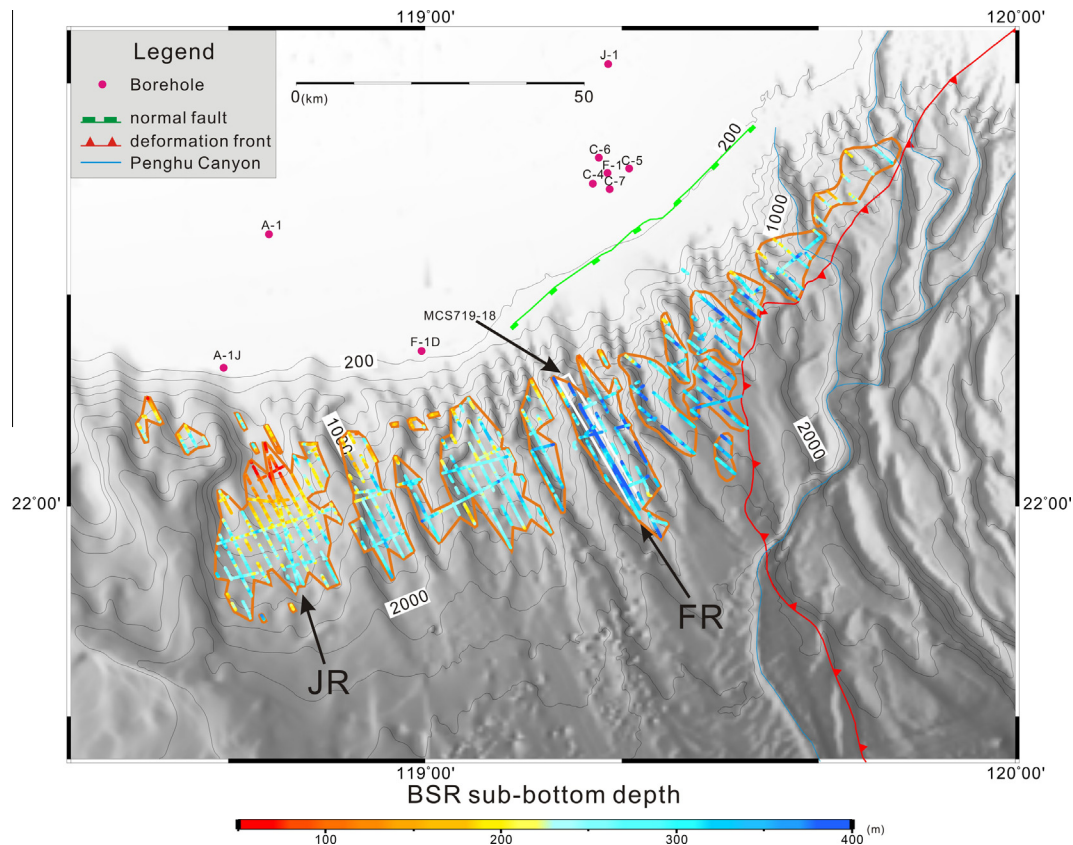 119°00'
120°00'
Legend
Borehole
normal fault
deformation front
Penghu Canyon
0(km)
50
J-1
C-6
F-1
C-5
C-4
C-7
A-1
200
1000
MCS719-18
F-1D
A-1J
200
1000
2000
22°00'
22°00'
2000
FR
JR
119°00'
120°00'
BSR sub-bottom depth
100
200
300
400
(m)